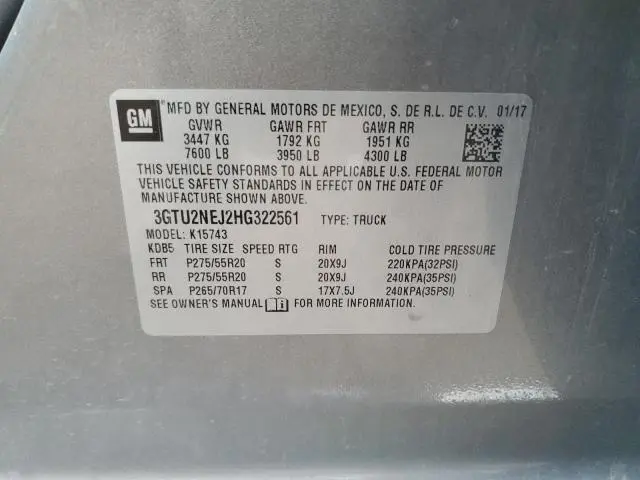 GM MFD BY GENERAL MOTORS DE MEXICO, S. DE R.L. DE C.V. 01/17
GVWR GAWR FRT GAWR RR
3447 KG 1792 KG 1951 KG
7600 LB 3950 LB 4300 LB
THIS VEHICLE CONFORMS TO ALL APPLICABLE U.S. FEDERAL MOTOR
VEHICLE SAFETY STANDARDS IN EFFECT ON THE DATE OF
MANUFACTURE SHOWN ABOVE.
3GTU2NEJ2HG322561 TYPE: TRUCK
MODEL: K15743
KDB5 TIRE SIZE SPEED RTG RIM COLD TIRE PRESSURE
FRT P275/55R20 S 20X9J 220KPA(32PSI)
RR P275/55R20 S 20X9J 240KPA(35PSI)
SPA P265/70R17 S 17X7.5J 240KPA(35PSI)
SEE OWNER'S MANUAL FOR MORE INFORMATION.